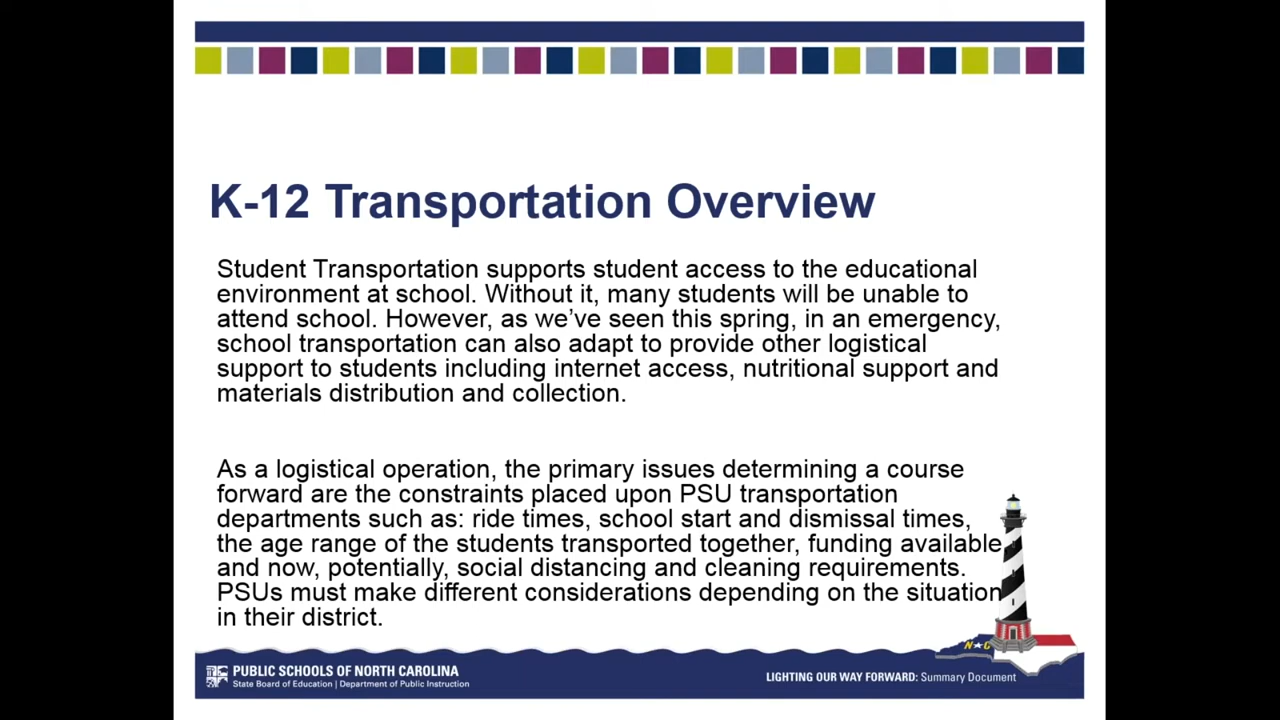 K-12 Transportation Overview
Student Transportation supports student access to the educational
environment at school. Without it, many students will be unable to
attend school. However, as we’ve seen this spring, in an emergency,
school transportation can also adapt to provide other logistical
support to students including internet access, nutritional support and
materials distribution and collection.
As a logistical operation, the primary issues determining a course
forward are the constraints placed upon PSU transportation
departments such as: ride times, school start and dismissal times,
the age range of the students transported together, funding available
and now, potentially, social distancing and cleaning requirements.
PSUs must make different considerations depending on the situation
in their district.
N★C
PUBLIC SCHOOLS OF NORTH CAROLINA
State Board of Education | Department of Public Instruction
LIGHTING OUR WAY FORWARD: Summary Document